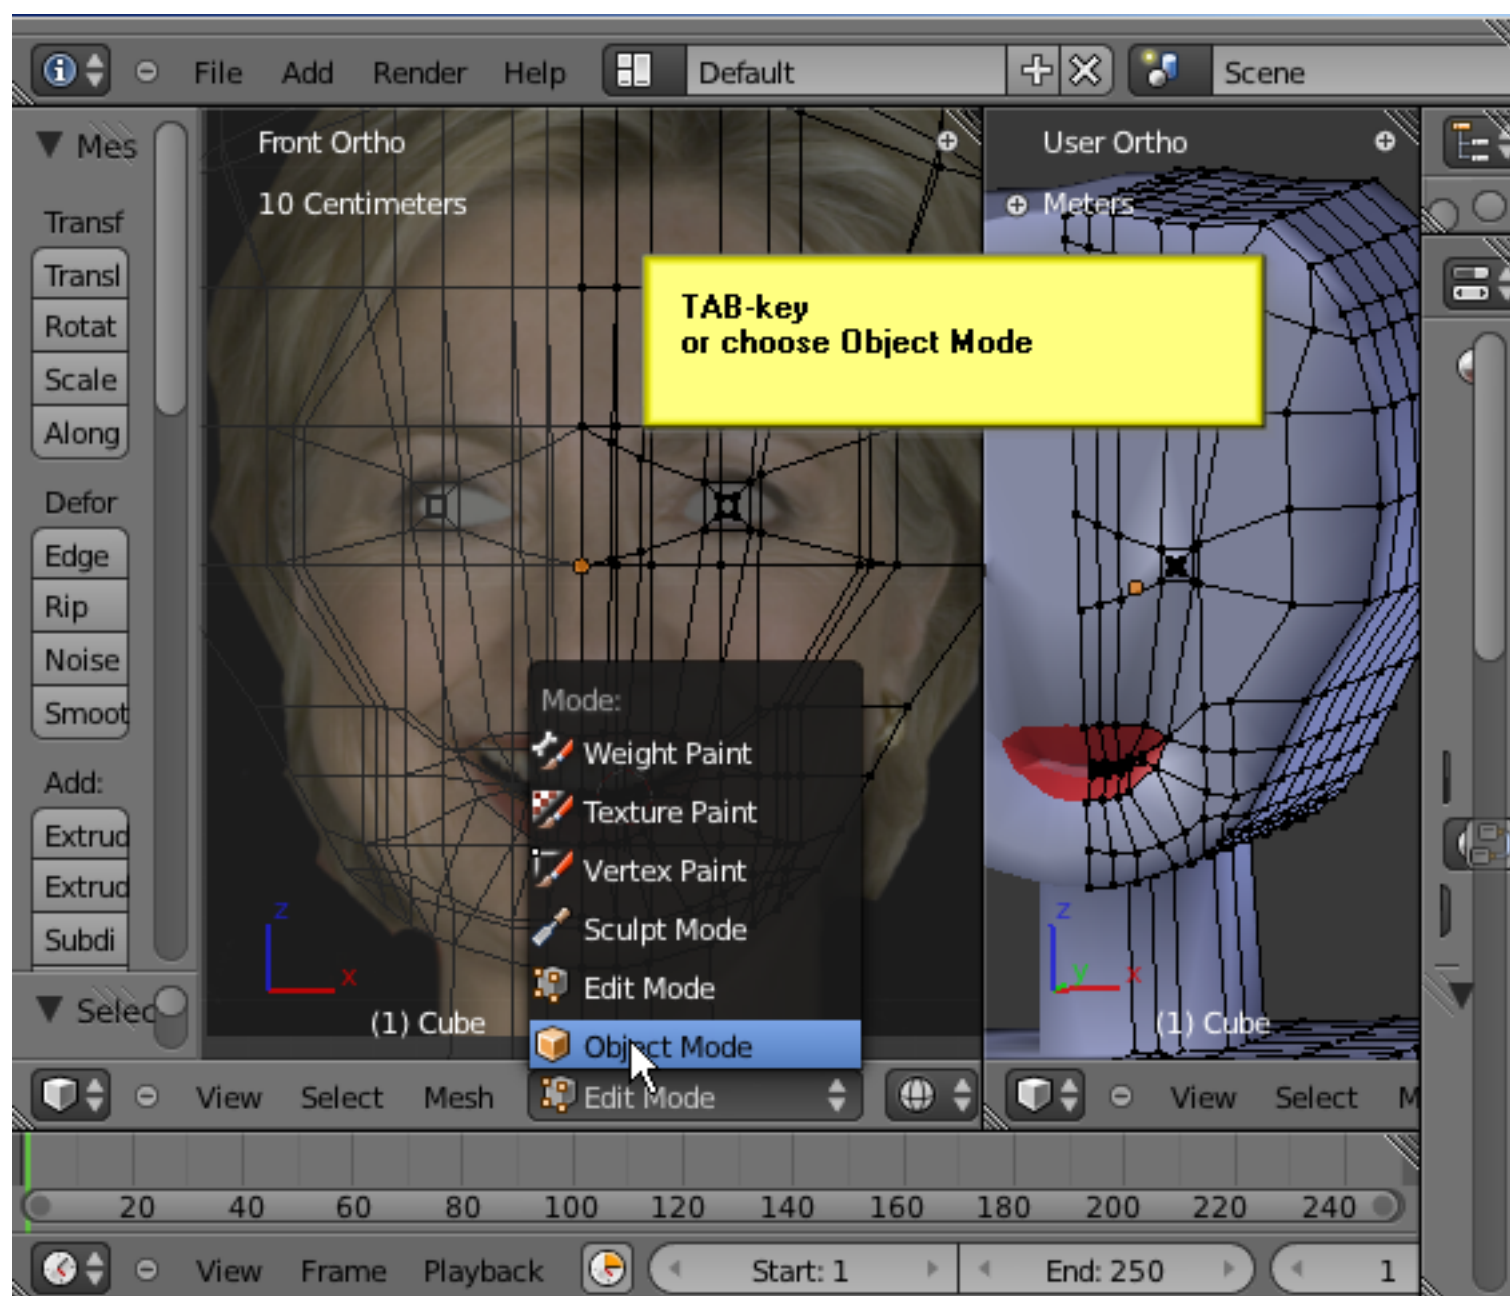 File Add Render Help Default Scene
Mes
Transf
Transl
Rotat
Scale
Along
Defor
Edge
Rip
Noise
Smoot
Add:
Extrud
Extrud
Subdi
Selec
Front Ortho
10 Centimeters
User Ortho
Meters
TAB-key
or choose Object Mode
Mode:
Weight Paint
Texture Paint
Vertex Paint
Sculpt Mode
Edit Mode
Object Mode
z
x
(1) Cube
z
y
x
(1) Cube
View Select Mesh Edit Mode
View Select M
20 40 60 80 100 120 140 160 180 200 220 240
View Frame Playback Start: 1 End: 250 1